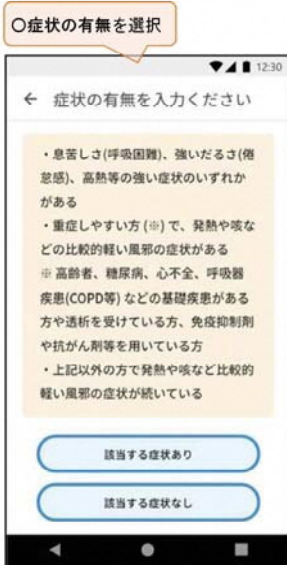 〇症状の有無を選択
12:30
← 症状の有無を入力ください
・息苦しさ(呼吸困難)、強いだるさ(倦
怠感)、高熱等の強い症状のいずれか
がある
・重症しやすい方(※)で、発熱や咳な
どの比較的軽い風邪の症状がある
※高齢者、糖尿病、心不全、呼吸器
疾患(COPD等)などの基礎疾患がある
方や透析を受けている方、免疫抑制剤
や抗がん剤等を用いている方
・上記以外の方で発熱や咳など比較的
軽い風邪の症状が続いている
該当する症状あり
該当する症状なし